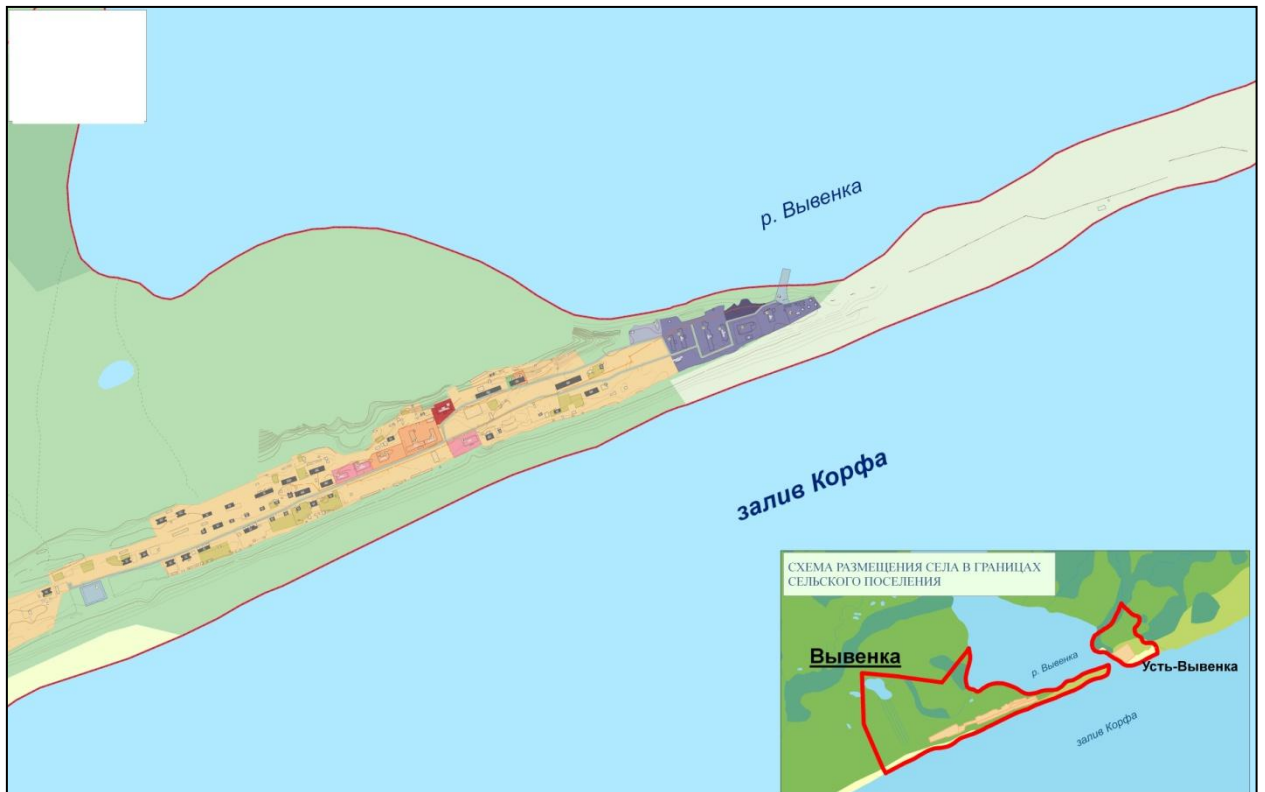 р. Вывенка
залив Корфа
СХЕМА РАЗМЕЩЕНИЯ СЕЛА В ГРАНИЦАХ
СЕЛЬСКОГО ПОСЕЛЕНИЯ
Вывенка
р. Вывенка
Усть-Вывенка
залив Корфа